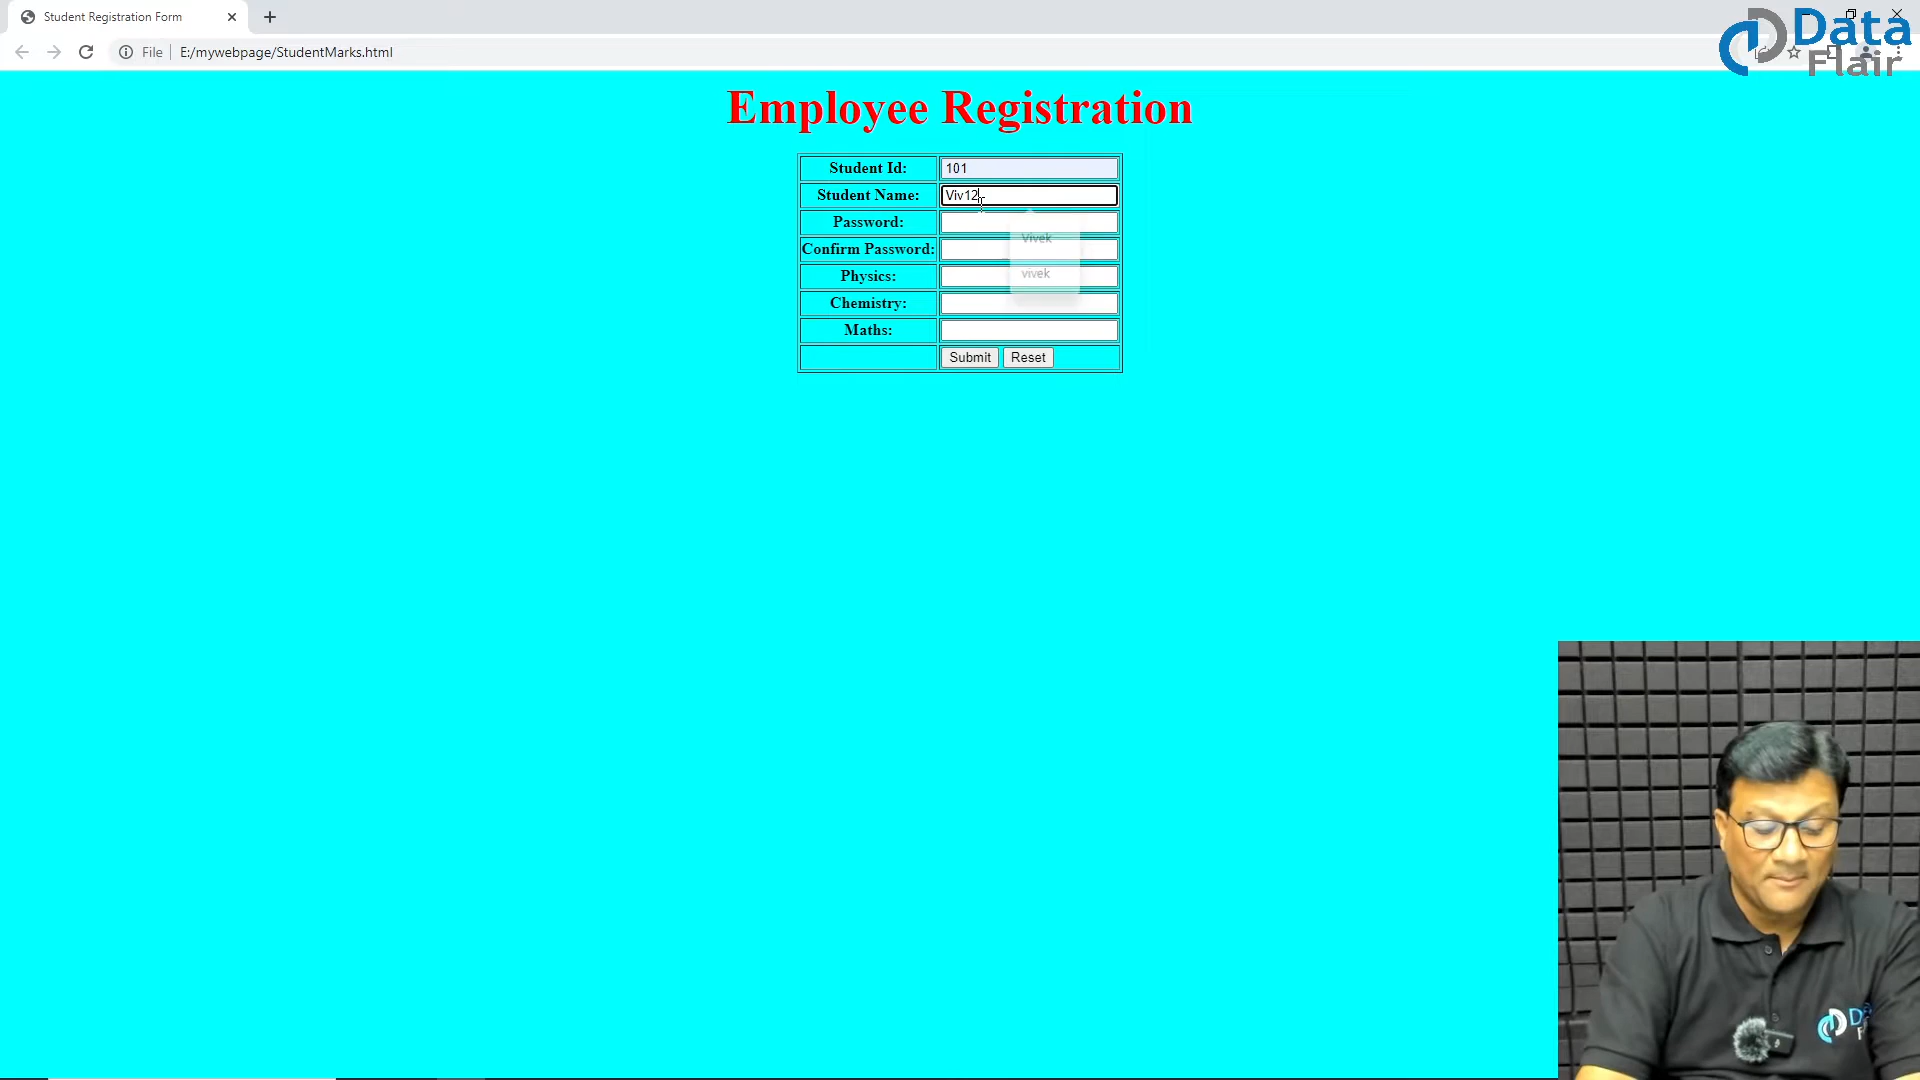 Student Registration Form
File E:/mywebpage/StudentMarks.html
Data
Flair
Employee Registration
Student Id: 101
Student Name: Viv12
Password:
Vivek
Confirm Password:
Physics: vivek
Chemistry:
Maths:
Submit Reset